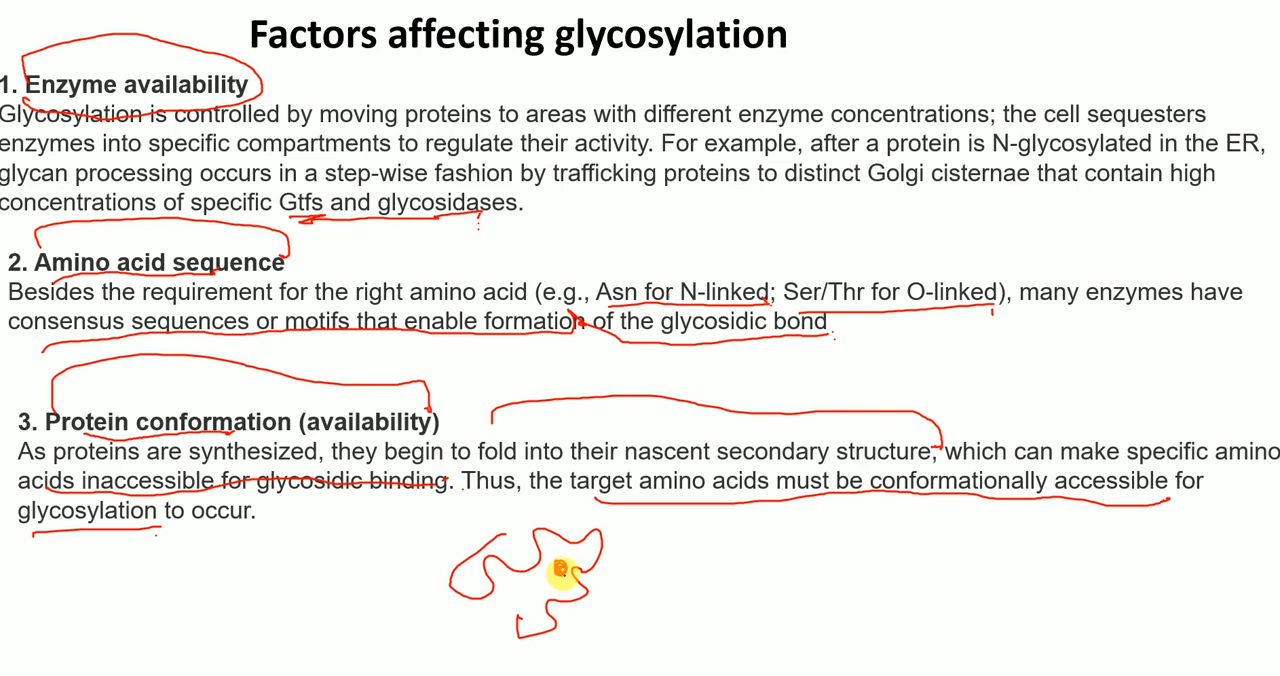 Factors affecting glycosylation
1. Enzyme availability
Glycosylation is controlled by moving proteins to areas with different enzyme concentrations; the cell sequesters
enzymes into specific compartments to regulate their activity. For example, after a protein is N-glycosylated in the ER,
glycan processing occurs in a step-wise fashion by trafficking proteins to distinct Golgi cisternae that contain high
concentrations of specific Gtfs and glycosidases.
2. Amino acid sequence
Besides the requirement for the right amino acid (e.g., Asn for N-linked; Ser/Thr for O-linked), many enzymes have
consensus sequences or motifs that enable formation of the glycosidic bond
3. Protein conformation (availability)
As proteins are synthesized, they begin to fold into their nascent secondary structure, which can make specific amino
acids inaccessible for glycosidic binding. Thus, the target amino acids must be conformationally accessible for
glycosylation to occur.